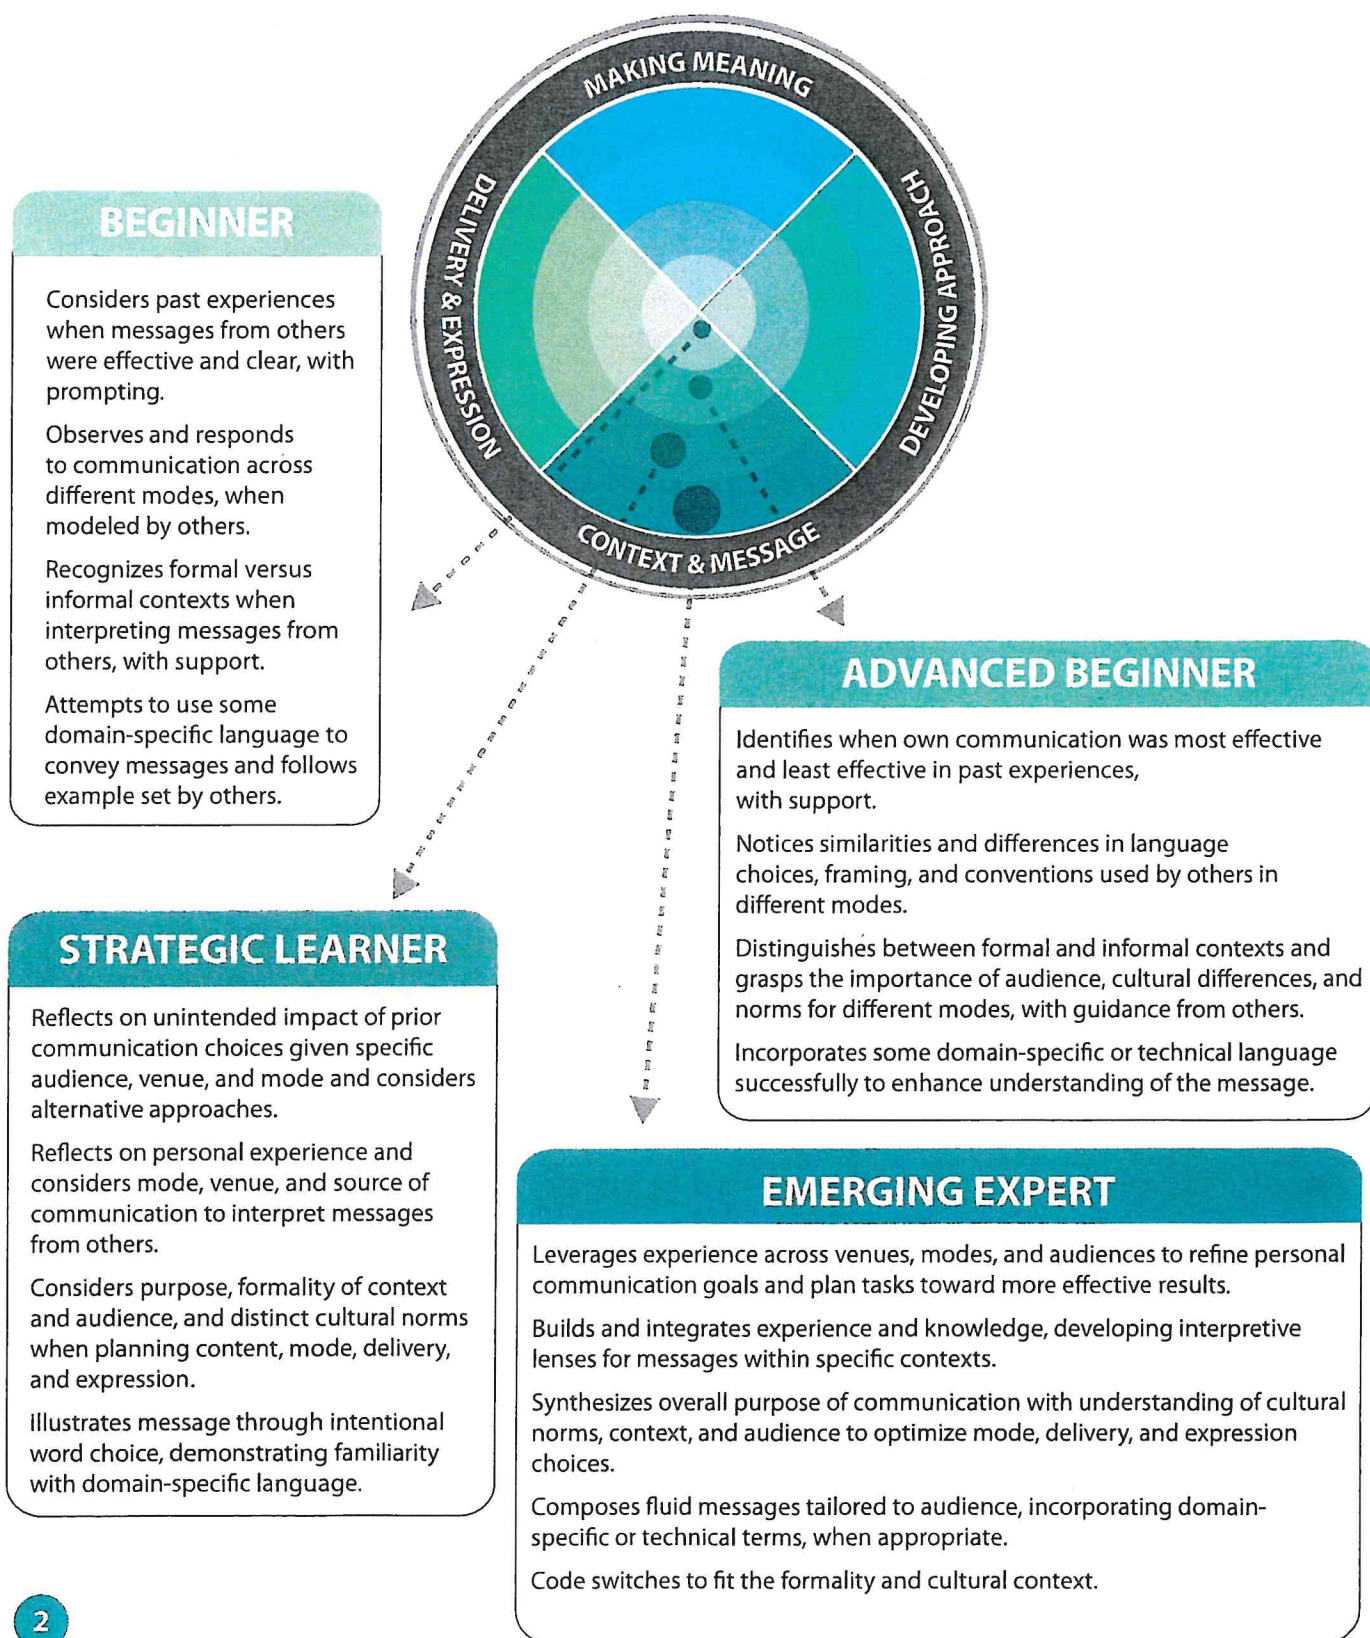 MAKING MEANING
DELIVERY & EXPRESSION
DEVELOPING APPROACH
CONTEXT & MESSAGE
BEGINNER
Considers past experiences
when messages from others
were effective and clear, with
prompting.
Observes and responds
to communication across
different modes, when
modeled by others.
Recognizes formal versus
informal contexts when
interpreting messages from
others, with support.
Attempts to use some
domain-specific language to
convey messages and follows
example set by others.
ADVANCED BEGINNER
Identifies when own communication was most effective
and least effective in past experiences,
with support.
Notices similarities and differences in language
choices, framing, and conventions used by others in
different modes.
Distinguishes between formal and informal contexts and
grasps the importance of audience, cultural differences, and
norms for different modes, with guidance from others.
Incorporates some domain-specific or technical language
successfully to enhance understanding of the message.
STRATEGIC LEARNER
Reflects on unintended impact of prior
communication choices given specific
audience, venue, and mode and considers
alternative approaches.
Reflects on personal experience and
considers mode, venue, and source of
communication to interpret messages
from others.
Considers purpose, formality of context
and audience, and distinct cultural norms
when planning content, mode, delivery,
and expression.
Illustrates message through intentional
word choice, demonstrating familiarity
with domain-specific language.
EMERGING EXPERT
Leverages experience across venues, modes, and audiences to refine personal
communication goals and plan tasks toward more effective results.
Builds and integrates experience and knowledge, developing interpretive
lenses for messages within specific contexts.
Synthesizes overall purpose of communication with understanding of cultural
norms, context, and audience to optimize mode, delivery, and expression
choices.
Composes fluid messages tailored to audience, incorporating domain-
specific or technical terms, when appropriate.
Code switches to fit the formality and cultural context.
2